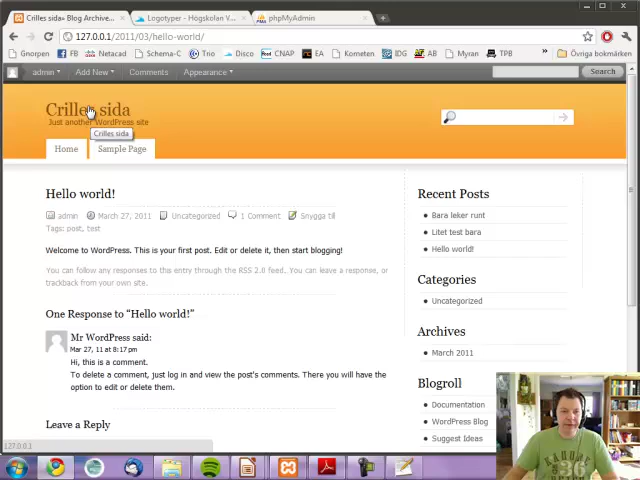 Crilles sida» Blog Archive...
Logotyper - Högskolan V...
phpMyAdmin
127.0.0.1/2011/03/hello-world/
Gnorpen
FB
Netacad
Schema-C
Trio
Disco
CNAP
EA
Kometen
IDG
AB
Myran
TPB
»
Övriga bokmärken
admin
Add New
Comments
Appearance
Search
Crilles sida
Just another WordPress site
Crilles sida
Home
Sample Page
Hello world!
admin
March 27, 2011
Uncategorized
1 Comment
Snygga till
Tags: post, test
Welcome to WordPress. This is your first post. Edit or delete it, then start blogging!
You can follow any responses to this entry through the RSS 2.0 feed. You can leave a response, or
trackback from your own site.
One Response to “Hello world!”
Mr WordPress said:
Mar 27, 11 at 8:17 pm
Hi, this is a comment.
To delete a comment, just log in and view the post's comments. There you will have the
option to edit or delete them.
Leave a Reply
Recent Posts
Bara leker runt
Litet test bara
Hello world!
Categories
Uncategorized
Archives
March 2011
Blogroll
Documentation
WordPress Blog
Suggest Ideas
127.0.0.1